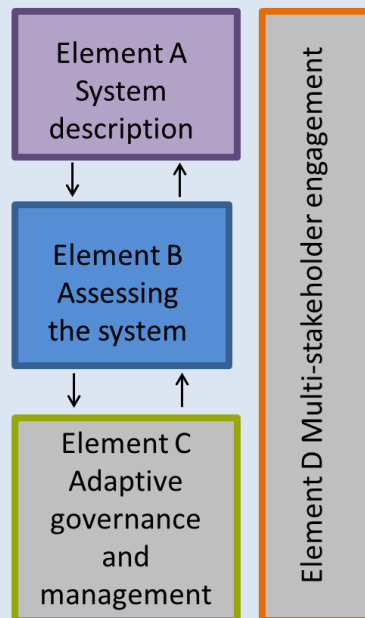 Element A
System
description
Element B
Assessing
the system
Element C
Adaptive
governance
and
management
Element D Multi-stakeholder engagement